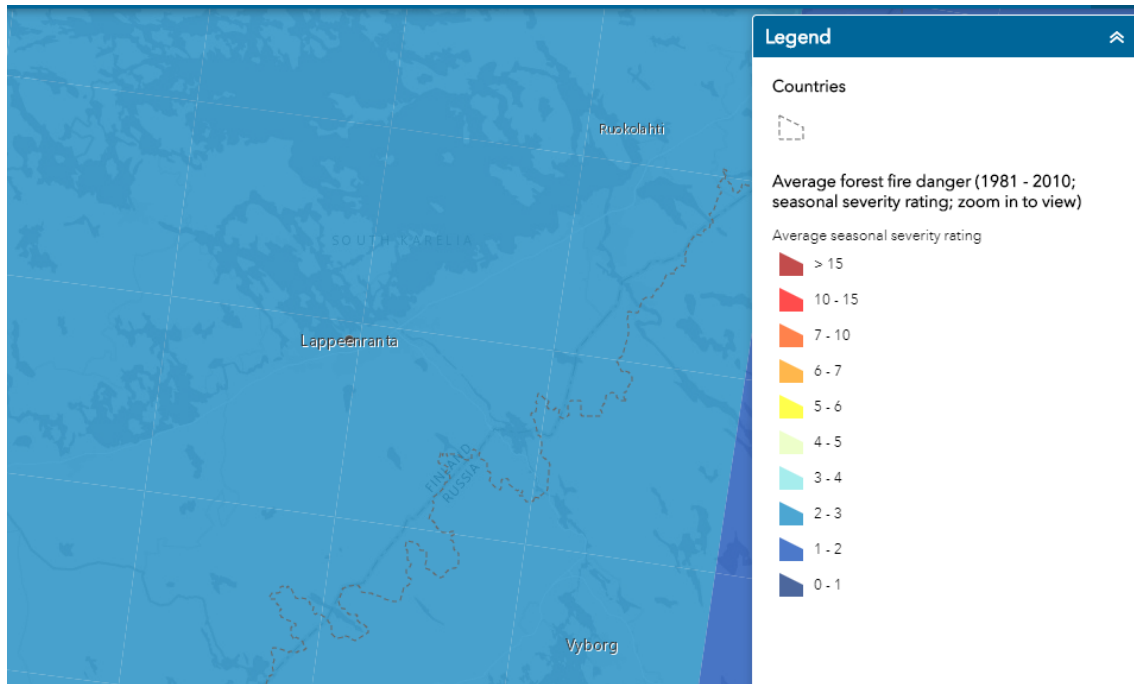 Ruokolahti
SOUTH KARELIA
Lappeenranta
FINLAND
RUSSIA
Vyborg
Legend
Countries
Average forest fire danger (1981 - 2010;
seasonal severity rating; zoom in to view)
Average seasonal severity rating
> 15
10 - 15
7 - 10
6 - 7
5 - 6
4 - 5
3 - 4
2 - 3
1 - 2
0 - 1